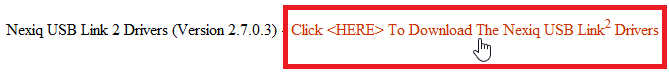 Nexiq USB Link 2 Drivers (Version 2.7.0.3) - Click <HERE> To Download The Nexiq USB Link² Drivers